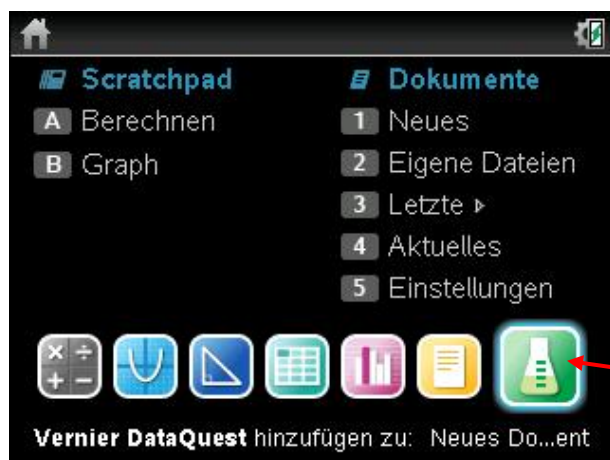 Scratchpad
A Berechnen
B Graph
Dokumente
1 Neues
2 Eigene Dateien
3 Letzte ▹
4 Aktuelles
5 Einstellungen
Vernier DataQuest hinzufügen zu: Neues Do...ent